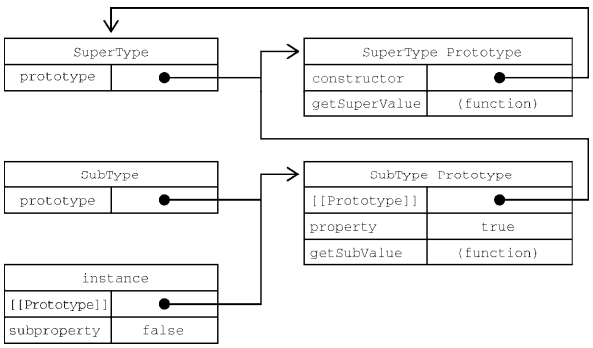 SuperType
prototype
SuperType Prototype
constructor
getSuperValue (function)
SubType
prototype
SubType Prototype
[[Prototype]]
property true
getSubValue (function)
instance
[[Prototype]]
subproperty false